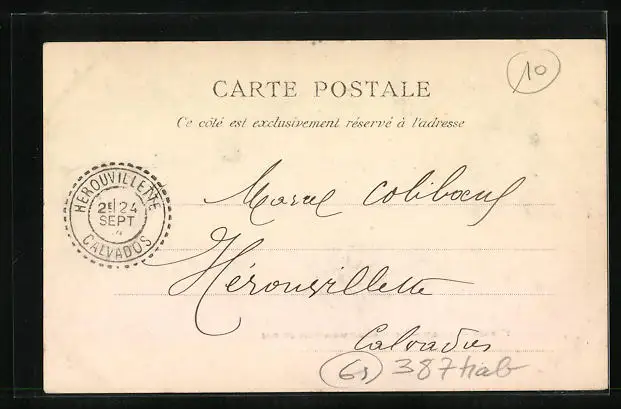 10
CARTE POSTALE
Ce côté est exclusivement réservé à l'adresse
HEROUVILLETTE
2E 24
SEPT
CALVADOS
Marcel Coliboeuf
Hérouvillette
Calvados
61 387 hab